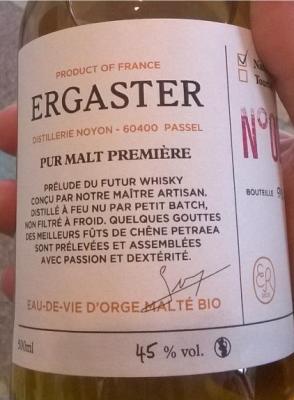 PRODUCT OF FRANCE
ERGASTER
DISTILLERIE NOYON - 60400 PASSEL
PUR MALT PREMIÈRE
PRÉLUDE DU FUTUR WHISKY
CONÇU PAR NOTRE MAÎTRE ARTISAN.
DISTILLÉ À FEU NU PAR PETIT BATCH,
NON FILTRÉ À FROID. QUELQUES GOUTTES
DES MEILLEURS FÛTS DE CHÊNE PETRAEA
SONT PRÉLEVÉES ET ASSEMBLÉES
AVEC PASSION ET DEXTÉRITÉ.
EAU-DE-VIE D'ORGE MALTÉ BIO
500ml
45 % vol.
N°0
BOUTEILLE